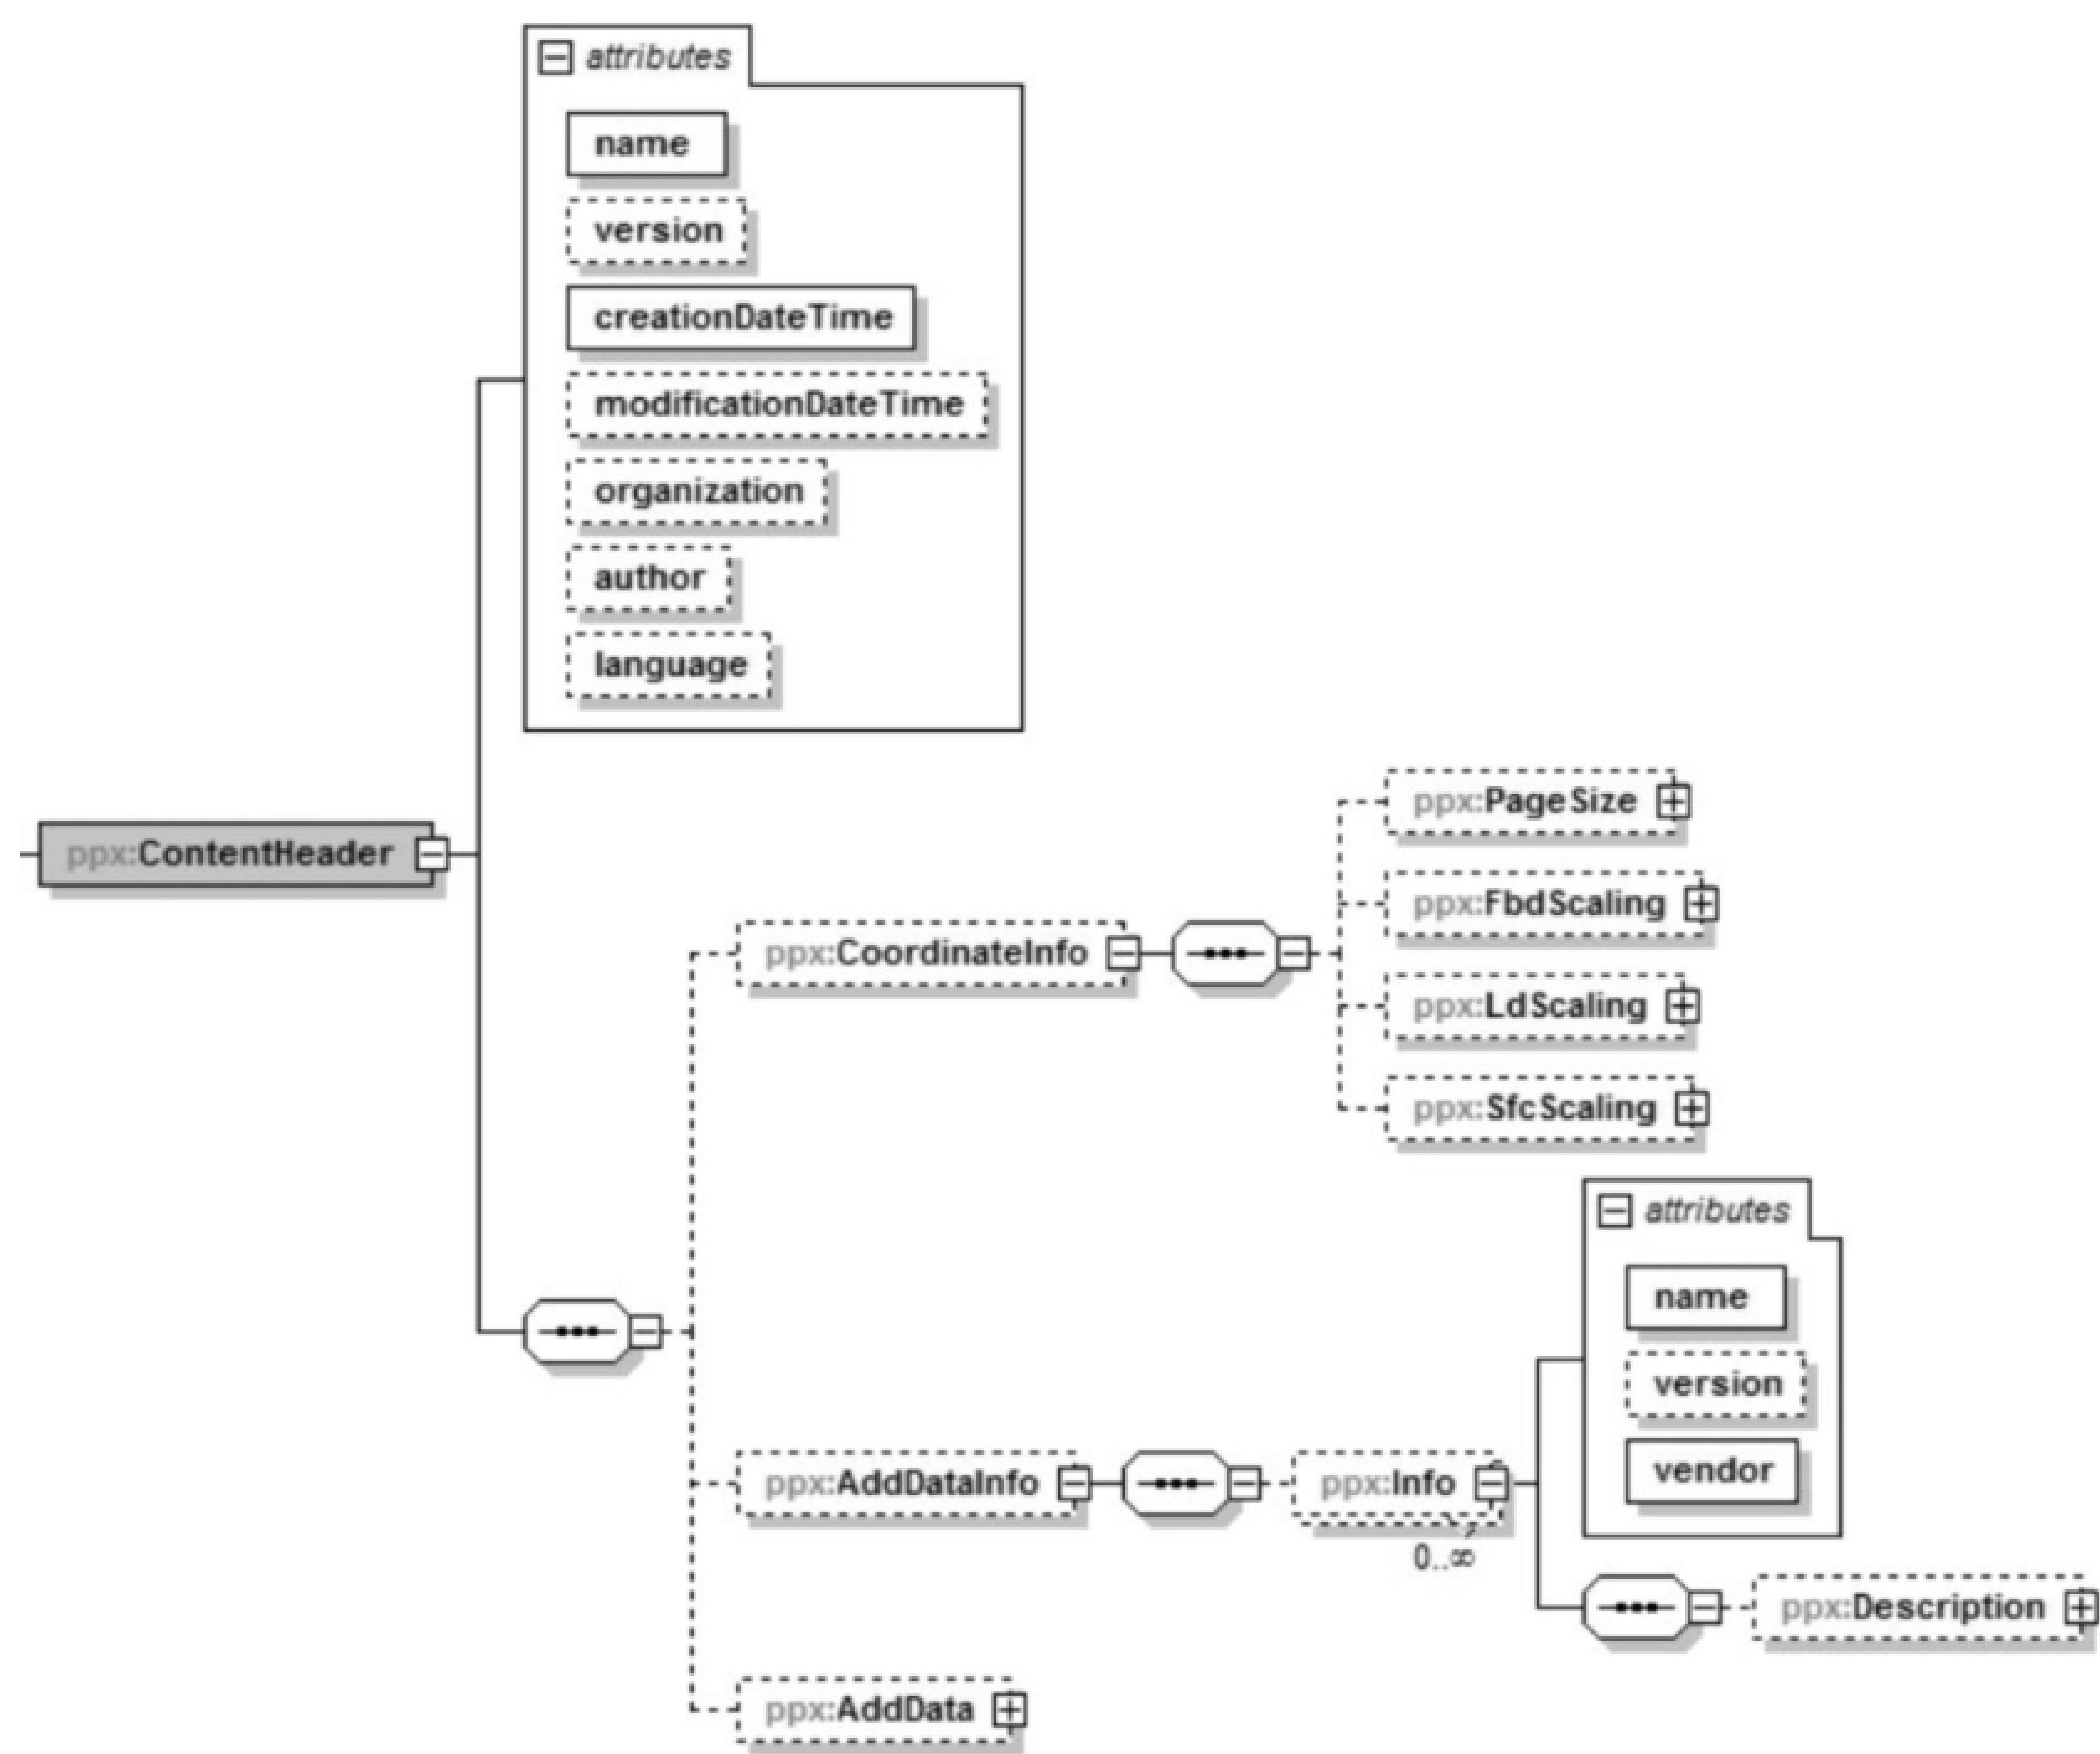 attributes
name
version
creationDateTime
modificationDateTime
organization
author
language
ppx:ContentHeader
ppx:CoordinateInfo
ppx:PageSize
ppx:FbdScaling
ppx:LdScaling
ppx:SfcScaling
ppx:AddDataInfo
ppx:Info
0..∞
attributes
name
version
vendor
ppx:Description
ppx:AddData